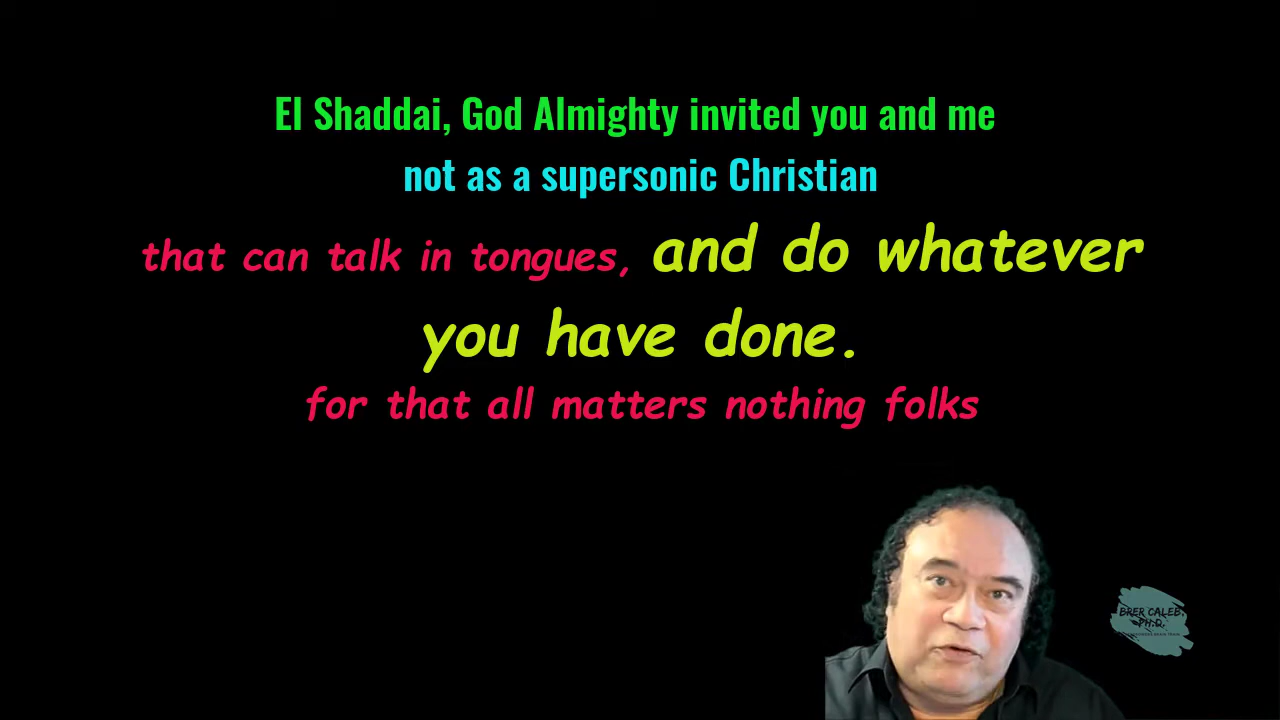 El Shaddai, God Almighty invited you and me
not as a supersonic Christian
that can talk in tongues, and do whatever
you have done.
for that all matters nothing folks
BRER CALEB,
PH.D.